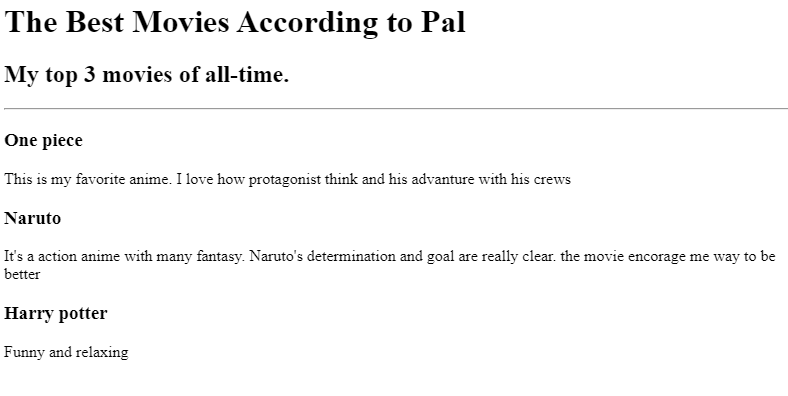 The Best Movies According to Pal
My top 3 movies of all-time.
One piece
This is my favorite anime. I love how protagonist think and his advanture with his crews
Naruto
It's a action anime with many fantasy. Naruto's determination and goal are really clear. the movie encorage me way to be
better
Harry potter
Funny and relaxing